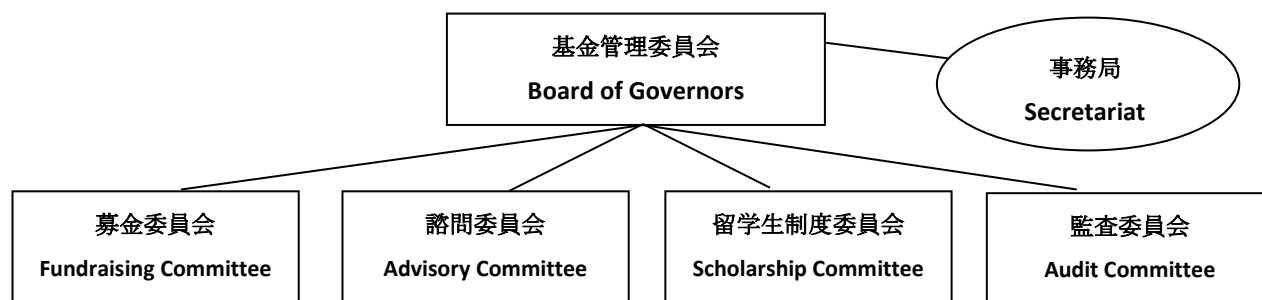 基金管理委員会
Board of Governors
事務局
Secretariat
募金委員会
Fundraising Committee
諮問委員会
Advisory Committee
留学生制度委員会
Scholarship Committee
監査委員会
Audit Committee